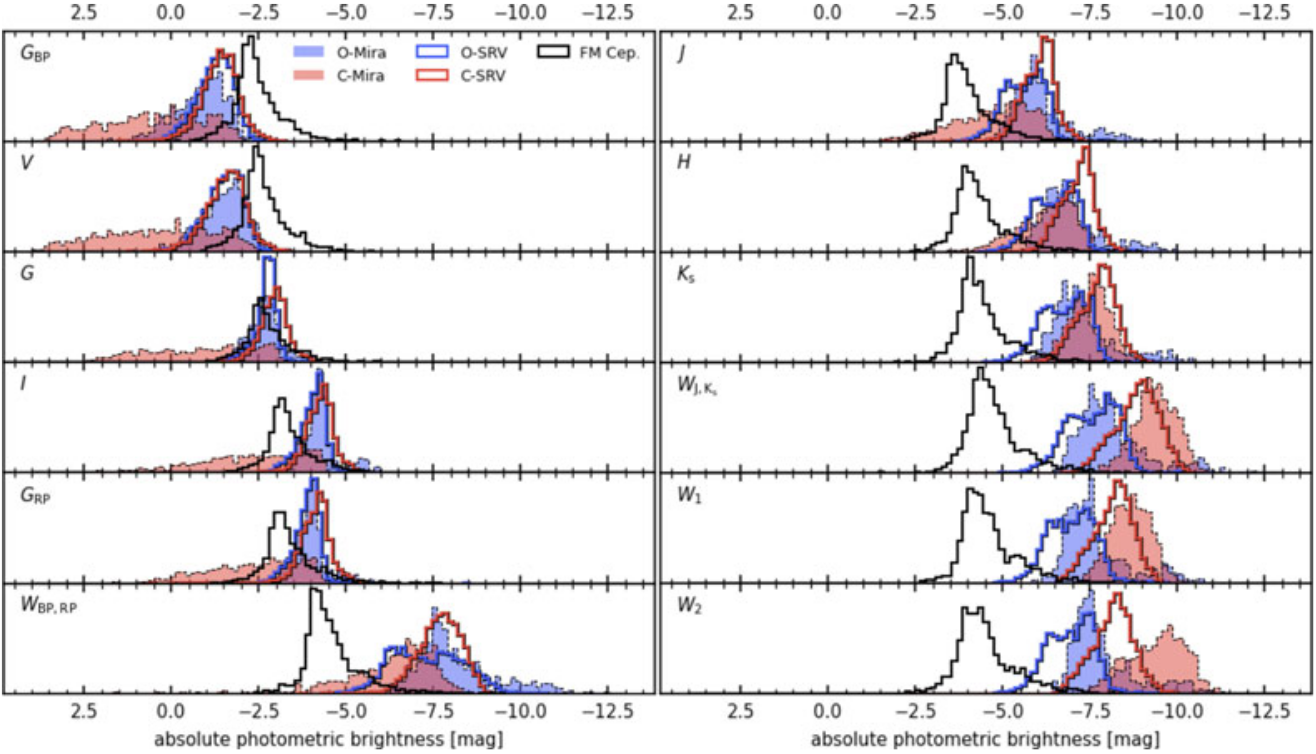 2.5 0.0 −2.5 −5.0 −7.5 −10.0 −12.5 2.5 0.0 −2.5 −5.0 −7.5 −10.0 −12.5
G_BP O-Mira O-SRV FM Cep. J
C-Mira C-SRV
V H
G K_s
I W_J,K_s
G_RP W_1
W_BP,RP W_2
2.5 0.0 −2.5 −5.0 −7.5 −10.0 −12.5 2.5 0.0 −2.5 −5.0 −7.5 −10.0 −12.5
absolute photometric brightness [mag] absolute photometric brightness [mag]